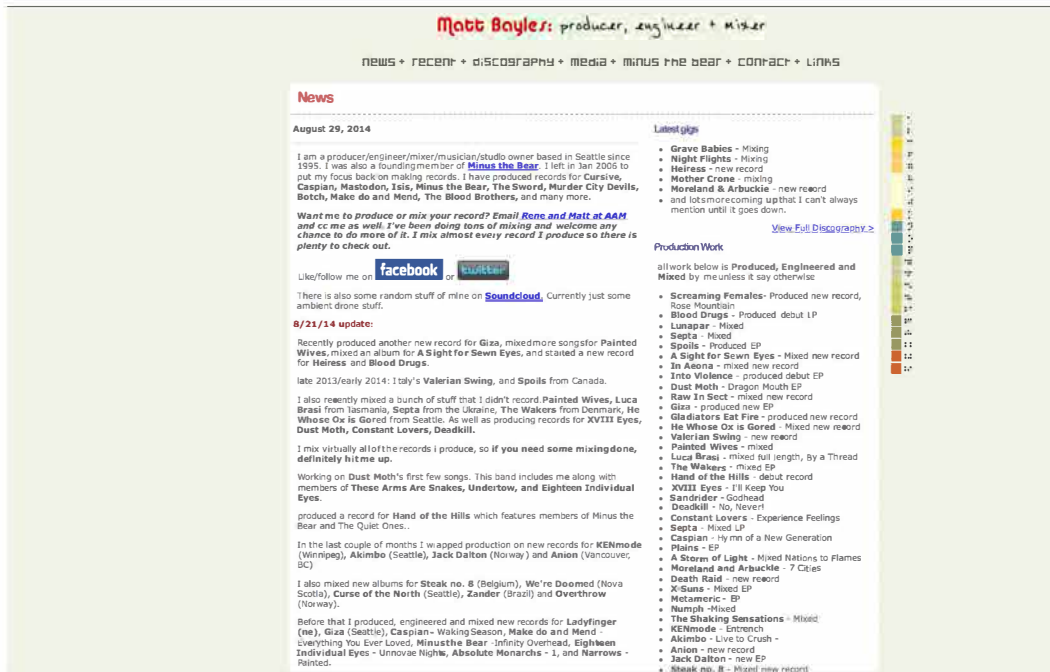 Matt Bayles: producer, engineer + mixer
news + recent + discography + media + minus the bear + contact + links
News
August 29, 2014
I am a producer/engineer/mixer/musician/studio owner based in Seattle since
1995. I was also a founding member of Minus the Bear. I left in Jan 2006 to
put my focus back on making records. I have produced records for Cursive,
Caspian, Mastodon, Isis, Minus the Bear, The Sword, Murder City Devils,
Botch, Make do and Mend, The Blood Brothers, and many more.
Want me to produce or mix your record? Email Rene and Matt at AAM
and cc me as well. I've been doing tons of mixing and welcome any
chance to do more of it. I mix almost every record I produce so there is
plenty to check out.
Like/follow me on facebook or twitter
There is also some random stuff of mine on Soundcloud. Currently just some
ambient drone stuff.
8/21/14 update:
Recently produced another new record for Giza, mixed more songs for Painted
Wives, mixed an album for A Sight for Sewn Eyes, and started a new record
for Heiress and Blood Drugs.
late 2013/early 2014: Italy's Valerian Swing, and Spoils from Canada.
I also recently mixed a bunch of stuff that I didn't record. Painted Wives, Luca
Brasi from Tasmania, Septa from the Ukraine, The Wakers from Denmark, He
Whose Ox is Gored from Seattle. As well as producing records for XVIII Eyes,
Dust Moth, Constant Lovers, Deadkill.
I mix virtually all of the records i produce, so if you need some mixing done,
definitely hit me up.
Working on Dust Moth's first few songs. This band includes me along with
members of These Arms Are Snakes, Undertow, and Eighteen Individual
Eyes.
produced a record for Hand of the Hills which features members of Minus the
Bear and The Quiet Ones..
In the last couple of months I wrapped production on new records for KENmode
(Winnipeg), Akimbo (Seattle), Jack Dalton (Norway) and Anion (Vancouver,
BC)
I also mixed new albums for Steak no. 8 (Belgium), We're Doomed (Nova
Scotia), Curse of the North (Seattle), Zander (Brazil) and Overthrow
(Norway).
Before that I produced, engineered and mixed new records for Ladyfinger
(ne), Giza (Seattle), Caspian - Waking Season, Make do and Mend -
Everything You Ever Loved, Minus the Bear -Infinity Overhead, Eighteen
Individual Eyes - Unnovae Nights, Absolute Monarchs - 1, and Narrows -
Painted.
Latest gigs
Grave Babies - Mixing
Night Flights - Mixing
Heiress - new record
Mother Crone - mixing
Moreland & Arbuckie - new record
and lots more coming up that I can't always
mention until it goes down.
View Full Discography >
Production Work
all work below is Produced, Engineered and
Mixed by me unless it say otherwise
Screaming Females- Produced new record,
Rose Mountian
Blood Drugs - Produced debut LP
Lunapar - Mixed
Septa - Mixed
Spoils - Produced EP
A Sight for Sewn Eyes - Mixed new record
In Aeona - mixed new record
Into Violence - produced debut EP
Dust Moth - Dragon Mouth EP
Raw In Sect - mixed new record
Giza - produced new EP
Gladiators Eat Fire - produced new record
He Whose Ox is Gored - Mixed new record
Valerian Swing - new record
Painted Wives - mixed
Luca Brasi - mixed full length, By a Thread
The Wakers - mixed EP
Hand of the Hills - debut record
XVIII Eyes - I'll Keep You
Sandrider - Godhead
Deadkill - No, Never!
Constant Lovers - Experience Feelings
Septa - Mixed LP
Caspian - Hymn of a New Generation
Plains - EP
A Storm of Light - Mixed Nations to Flames
Moreland and Arbuckle - 7 Cities
Death Raid - new record
X-Suns - Mixed EP
Metameric - EP
Numph -Mixed
The Shaking Sensations - Mixed
KENmode - Entrench
Akimbo - Live to Crush -
Anion - new record
Jack Dalton - new EP
Steak no. 8 - Mixed new record